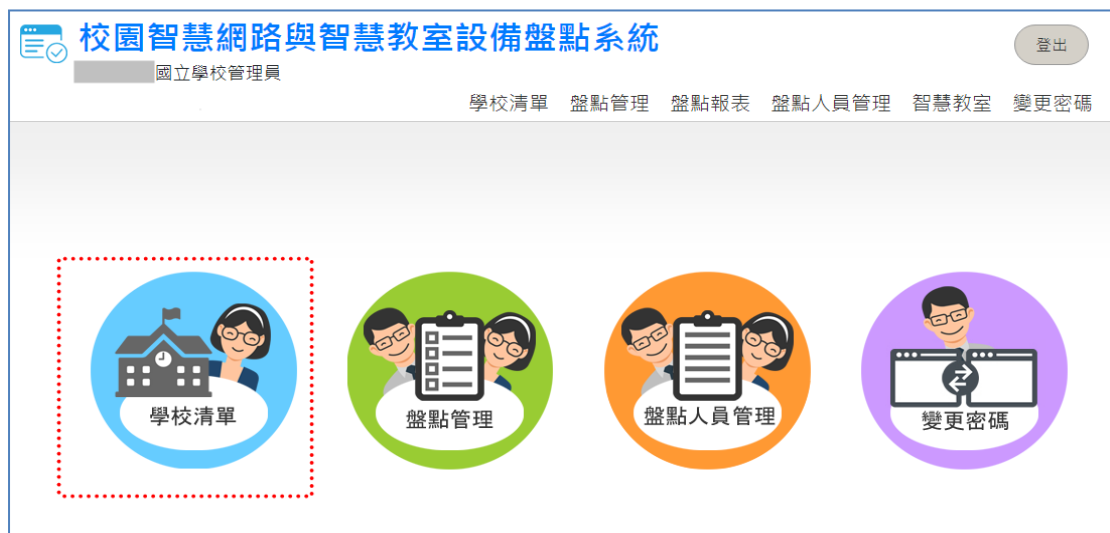 校園智慧網路與智慧教室設備盤點系統
登出
國立學校管理員
學校清單 盤點管理 盤點報表 盤點人員管理 智慧教室 變更密碼
學校清單
盤點管理
盤點人員管理
變更密碼